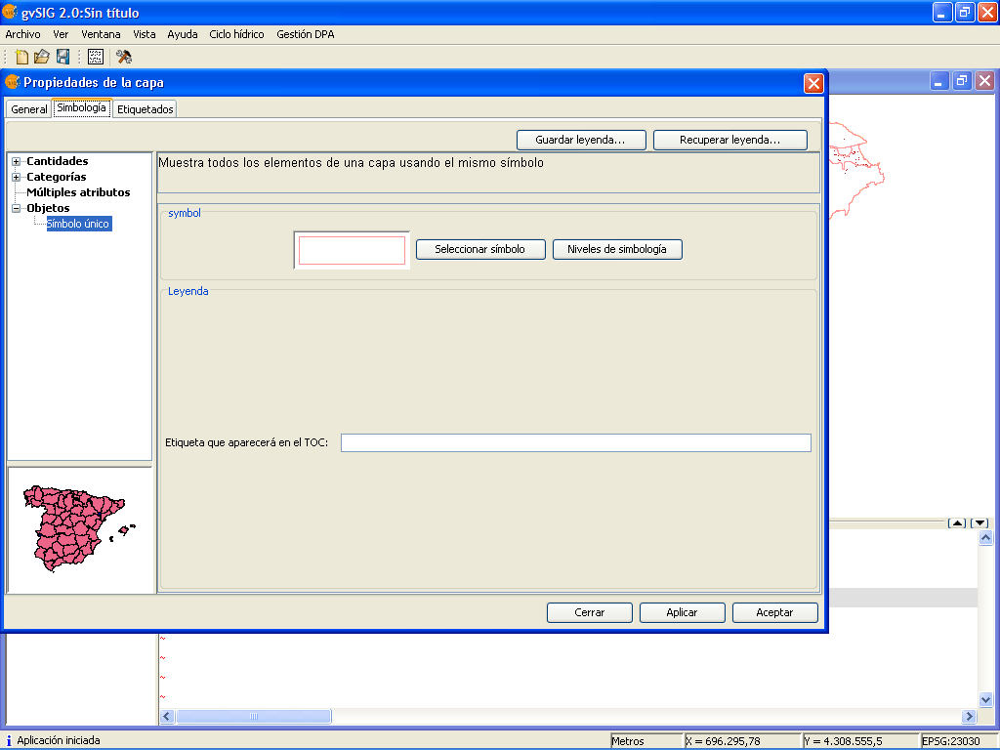 gvSIG 2.0:Sin título
Archivo Ver Ventana Vista Ayuda Ciclo hídrico Gestión DPA
Propiedades de la capa
General Simbología Etiquetados
Guardar leyenda... Recuperar leyenda...
Cantidades
Categorías
Múltiples atributos
Objetos
Símbolo único
Muestra todos los elementos de una capa usando el mismo símbolo
symbol
Seleccionar símbolo Niveles de simbología
Leyenda
Etiqueta que aparecerá en el TOC:
Cerrar Aplicar Aceptar
~
~
~
~
Aplicación iniciada Metros X = 696.295,78 Y = 4.308.555,5 EPSG:23030